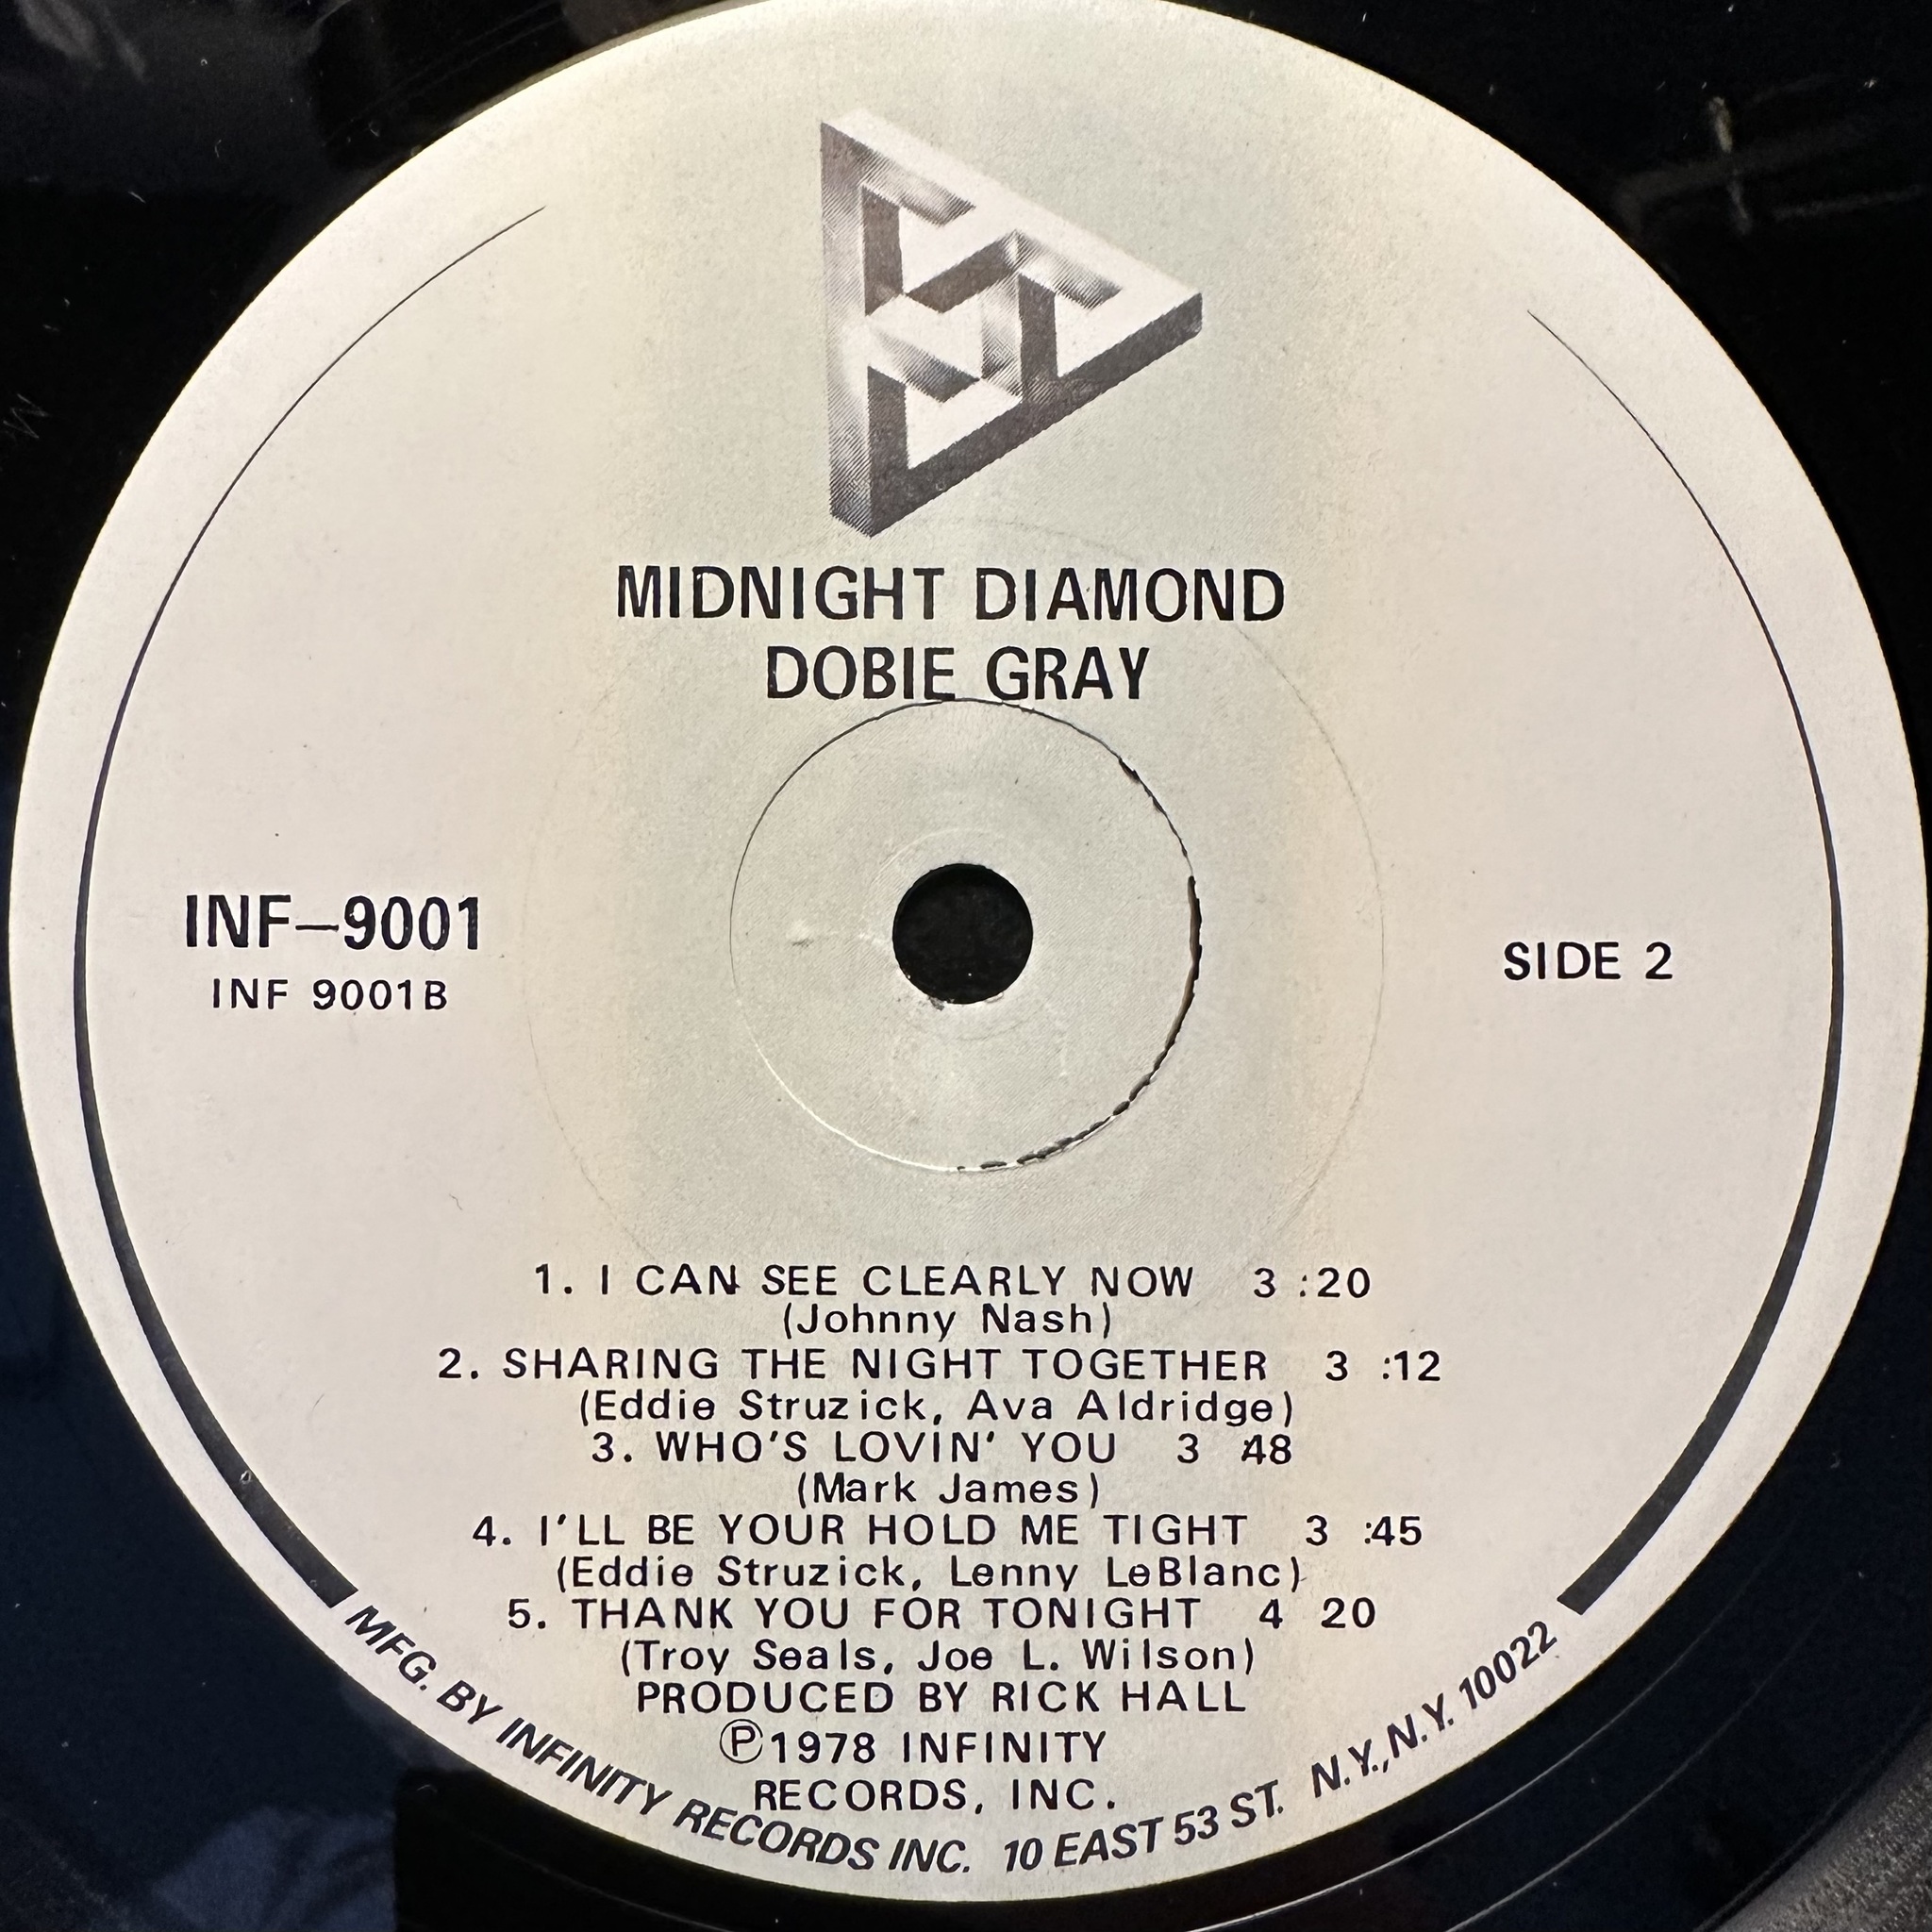 MIDNIGHT DIAMOND
DOBIE GRAY
INF–9001
INF 9001B
SIDE 2
1. I CAN SEE CLEARLY NOW 3 :20
(Johnny Nash)
2. SHARING THE NIGHT TOGETHER 3 :12
(Eddie Struzick, Ava Aldridge)
3. WHO'S LOVIN' YOU 3 :48
(Mark James)
4. I'LL BE YOUR HOLD ME TIGHT 3 :45
(Eddie Struzick, Lenny LeBlanc)
5. THANK YOU FOR TONIGHT 4 20
(Troy Seals, Joe L. Wilson)
PRODUCED BY RICK HALL
Ⓟ1978 INFINITY
RECORDS, INC.
MFG. BY INFINITY RECORDS INC. 10 EAST 53 ST. N.Y.,N.Y. 10022